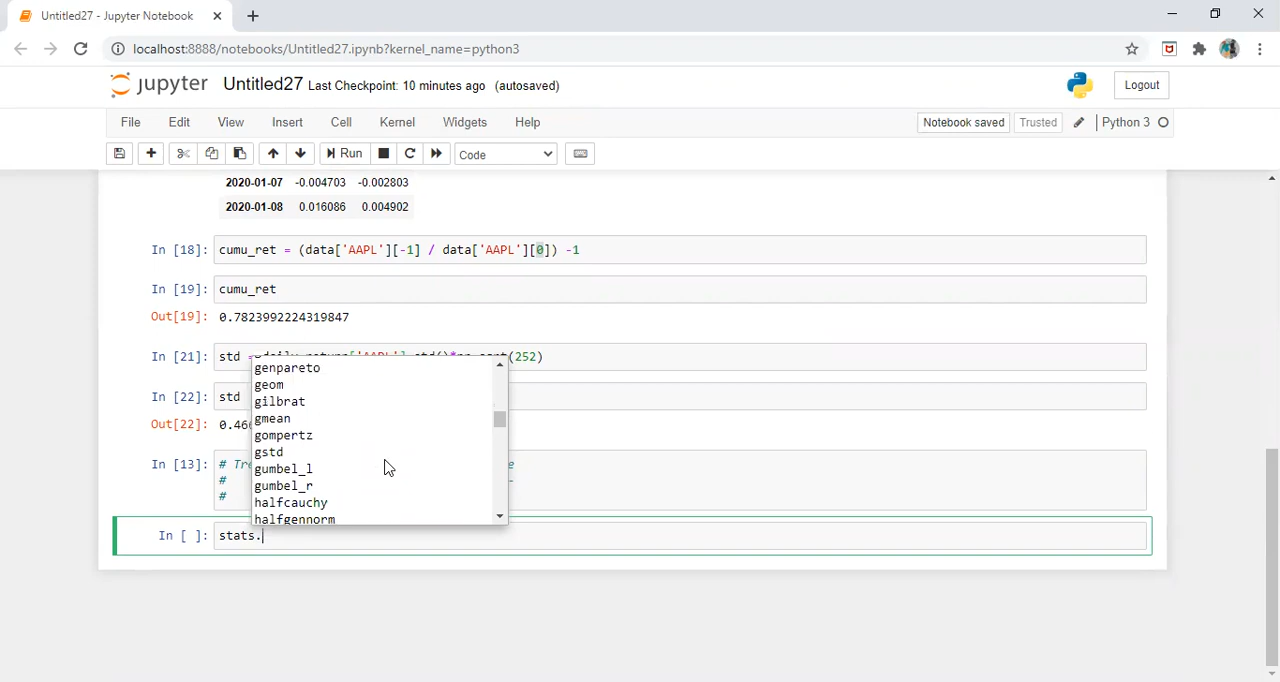 Untitled27 - Jupyter Notebook
localhost:8888/notebooks/Untitled27.ipynb?kernel_name=python3
jupyter Untitled27 Last Checkpoint: 10 minutes ago (autosaved)
Logout
File Edit View Insert Cell Kernel Widgets Help
Notebook saved Trusted Python 3
Run Code
2020-01-07 -0.004703 -0.002803
2020-01-08 0.016086 0.004902
In [18]: cumu_ret = (data['AAPL'][-1] / data['AAPL'][0]) -1
In [19]: cumu_ret
Out[19]: 0.7823992224319847
In [21]: std (252)
genpareto
geom
In [22]: std
gilbrat
gmean
Out[22]:
gompertz
gstd
In [13]: #
gumbel_l
#
gumbel_r
#
halfcauchy
halfgennorm
In [ ]: stats.